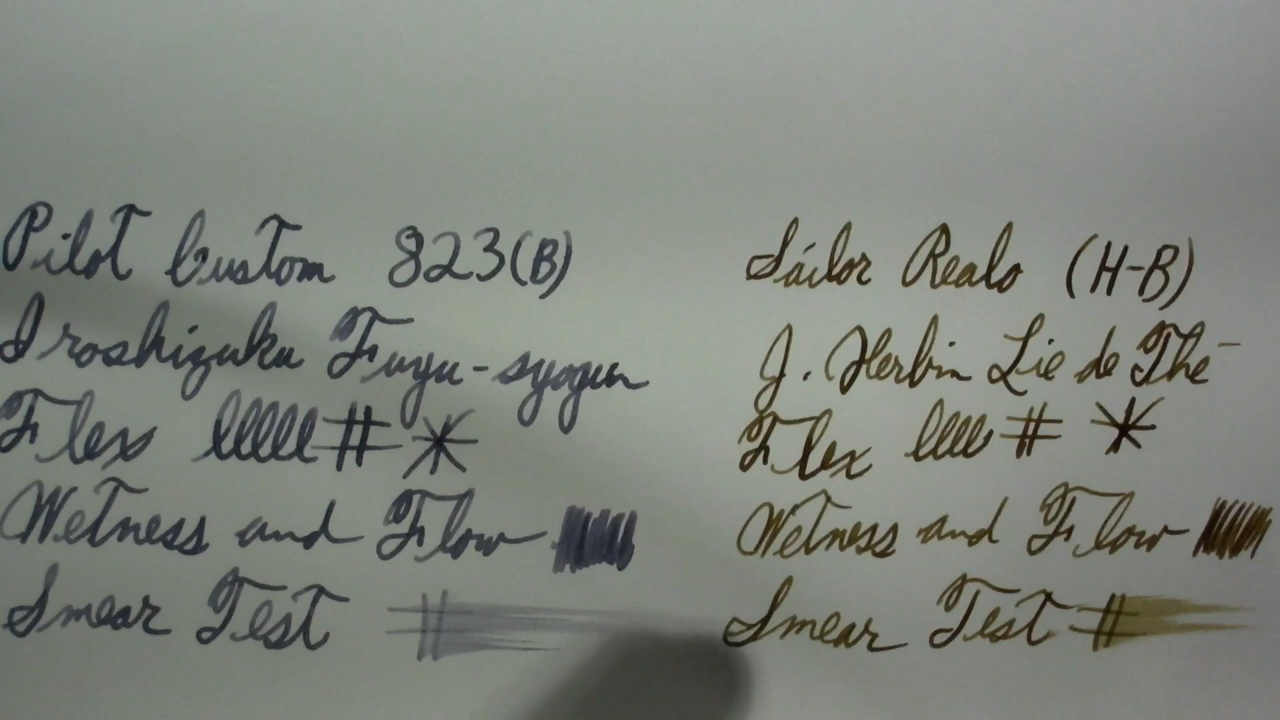 Pilot Custom 823(B)
Iroshizuku Fuyu-syogun
Flex lllll # *
Wetness and Flow
Smear Test #
Sailor Realo (H-B)
J. Herbin Lie de Thé
Flex llll # *
Wetness and Flow
Smear Test #